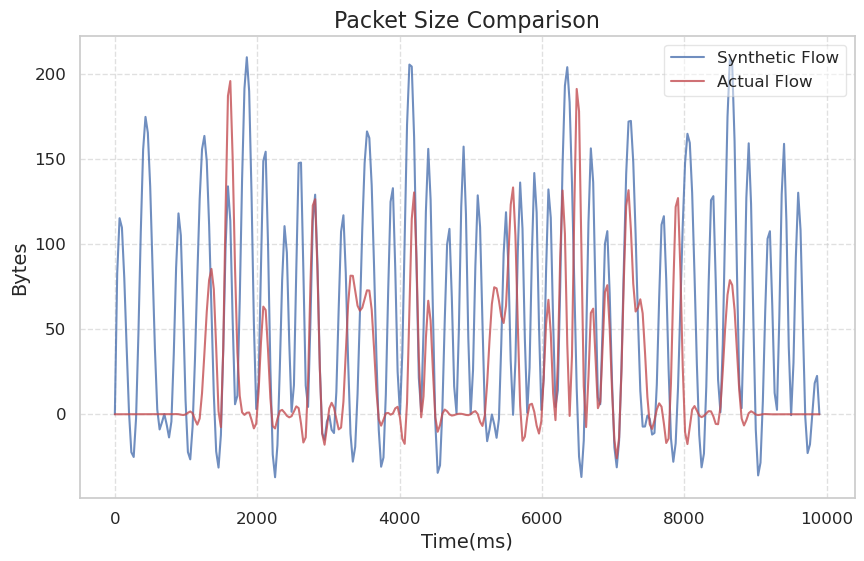 Packet Size Comparison
Synthetic Flow
Actual Flow
200
150
100
50
0
Bytes
0 2000 4000 6000 8000 10000
Time(ms)